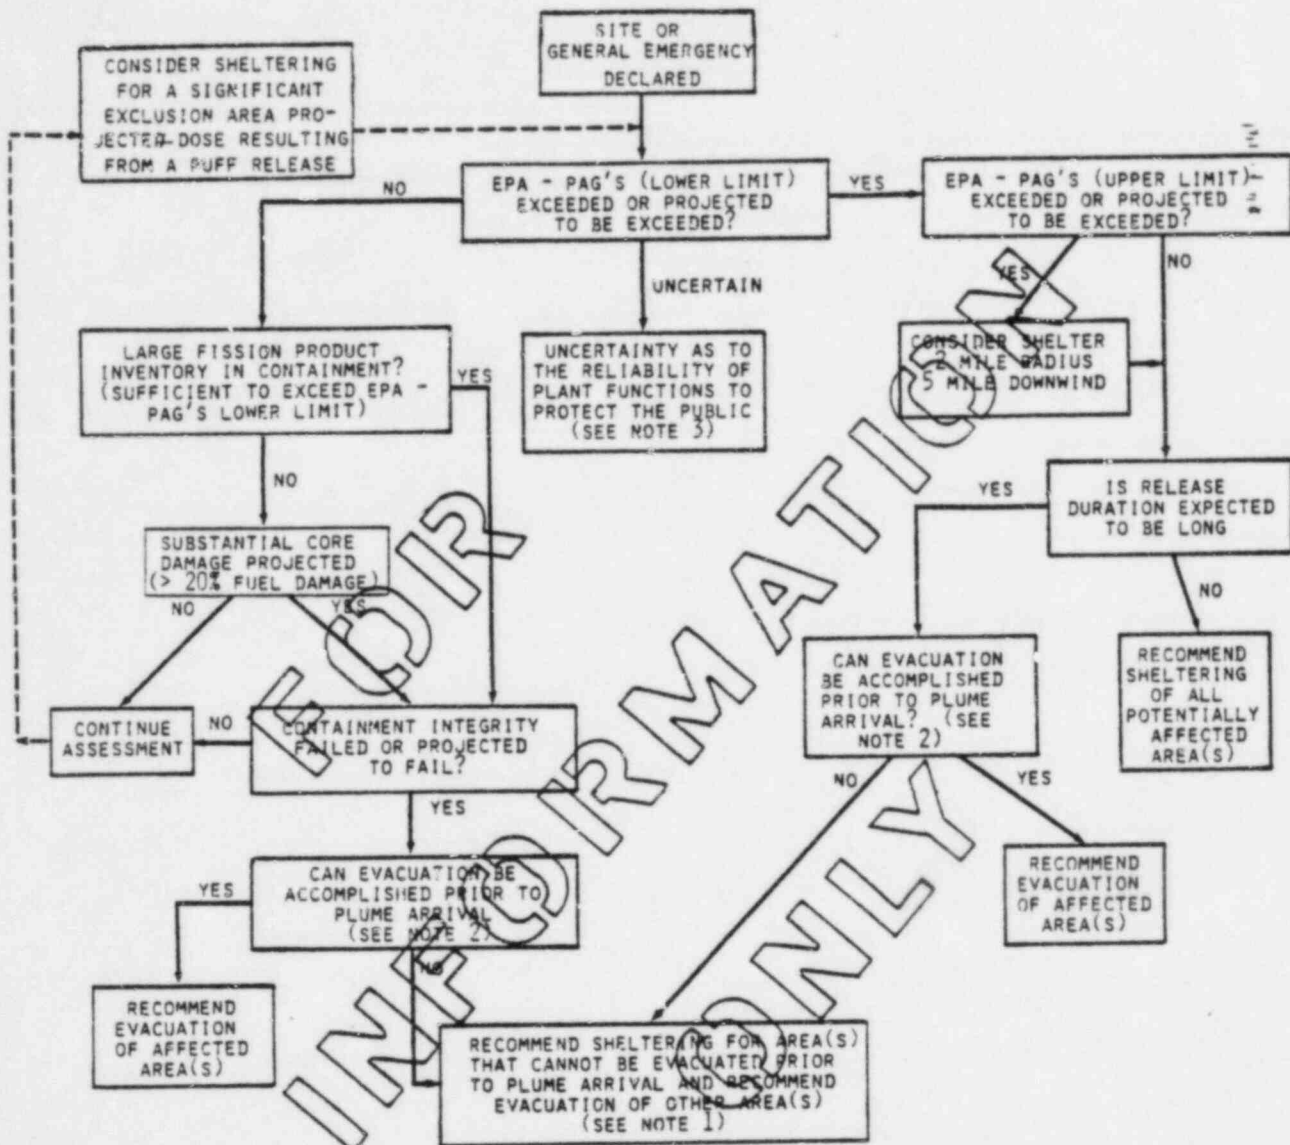 SITE OR
GENERAL EMERGENCY
DECLARED
CONSIDER SHELTERING
FOR A SIGNIFICANT
EXCLUSION AREA PRO-
JECTED DOSE RESULTING
FROM A PUFF RELEASE
NO
EPA - PAG'S (LOWER LIMIT)
EXCEEDED OR PROJECTED
TO BE EXCEEDED?
YES
EPA - PAG'S (UPPER LIMIT)
EXCEEDED OR PROJECTED
TO BE EXCEEDED?
UNCERTAIN
YES
NO
LARGE FISSION PRODUCT
INVENTORY IN CONTAINMENT?
(SUFFICIENT TO EXCEED EPA -
PAG'S LOWER LIMIT)
YES
UNCERTAINTY AS TO
THE RELIABILITY OF
PLANT FUNCTIONS TO
PROTECT THE PUBLIC
(SEE NOTE 3)
CONSIDER SHELTER
2 MILE RADIUS
5 MILE DOWNWIND
NO
YES
IS RELEASE
DURATION EXPECTED
TO BE LONG
SUBSTANTIAL CORE
DAMAGE PROJECTED
(> 20% FUEL DAMAGE)
NO
YES
NO
CAN EVACUATION
BE ACCOMPLISHED
PRIOR TO PLUME
ARRIVAL? (SEE
NOTE 2)
RECOMMEND
SHELTERING
OF ALL
POTENTIALLY
AFFECTED
AREA(S)
CONTINUE
ASSESSMENT
NO
CONTAINMENT INTEGRITY
FAILED OR PROJECTED
TO FAIL?
YES
NO
YES
YES
CAN EVACUATION BE
ACCOMPLISHED PRIOR TO
PLUME ARRIVAL
(SEE NOTE 2)
NO
RECOMMEND
EVACUATION
OF AFFECTED
AREA(S)
RECOMMEND
EVACUATION
OF AFFECTED
AREA(S)
RECOMMEND SHELTERING FOR AREA(S)
THAT CANNOT BE EVACUATED PRIOR
TO PLUME ARRIVAL AND RECOMMEND
EVACUATION OF OTHER AREA(S)
(SEE NOTE 1)
FOR
INFORMATION
ONLY